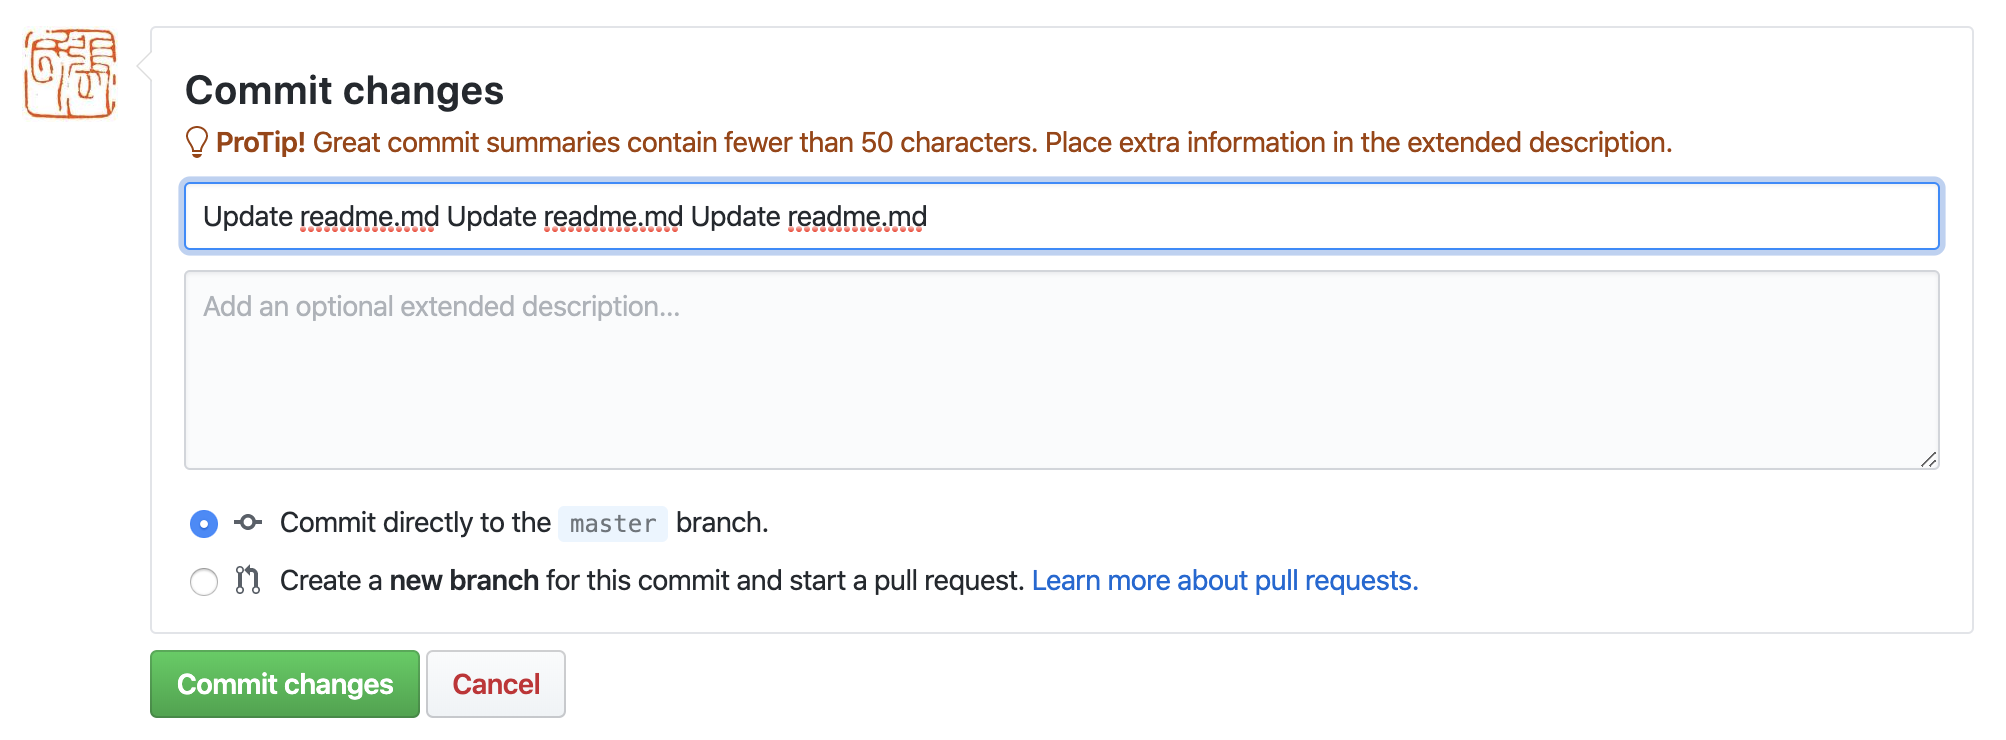 Commit changes
ProTip! Great commit summaries contain fewer than 50 characters. Place extra information in the extended description.
Update readme.md Update readme.md Update readme.md
Add an optional extended description...
Commit directly to the master branch.
Create a new branch for this commit and start a pull request. Learn more about pull requests.
Commit changes
Cancel